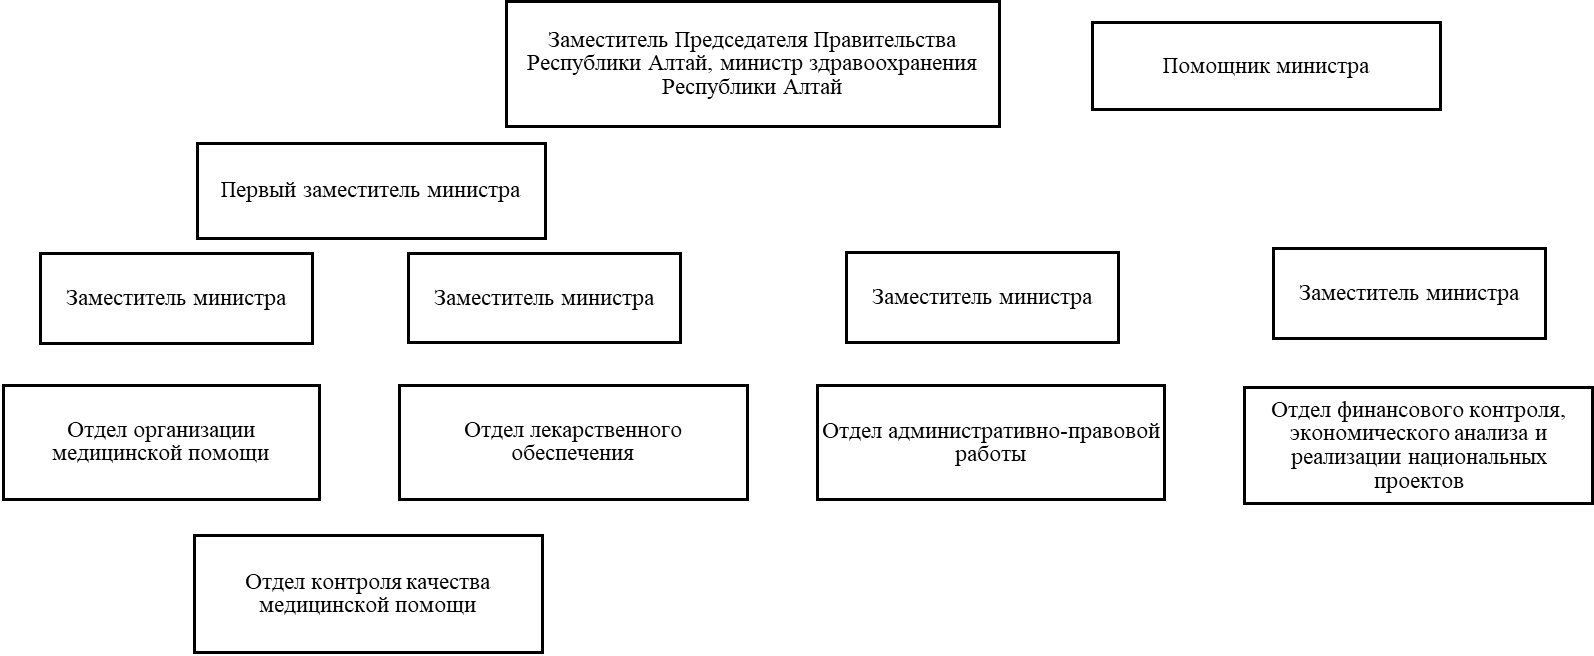 Заместитель Председателя Правительства
Республики Алтай, министр здравоохранения
Республики Алтай
Помощник министра
Первый заместитель министра
Заместитель министра
Заместитель министра
Заместитель министра
Заместитель министра
Отдел организации
медицинской помощи
Отдел лекарственного
обеспечения
Отдел административно-правовой
работы
Отдел финансового контроля,
экономического анализа и
реализации национальных
проектов
Отдел контроля качества
медицинской помощи